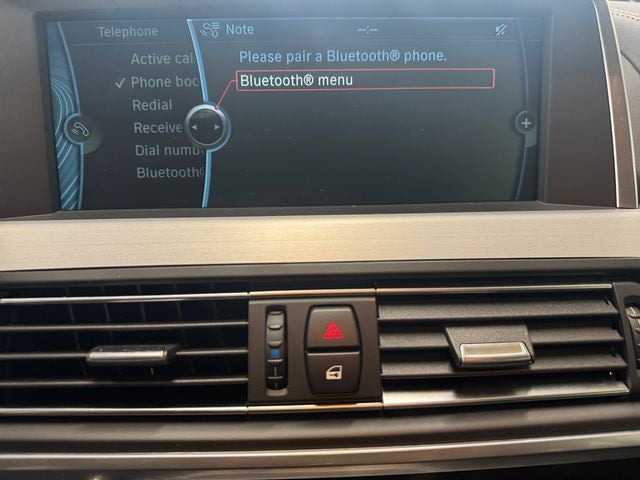 Telephone
Note
--:--
Active cal
Please pair a Bluetooth® phone.
✓ Phone boo
Bluetooth® menu
Redial
Receive
Dial numb
Bluetooth®
+